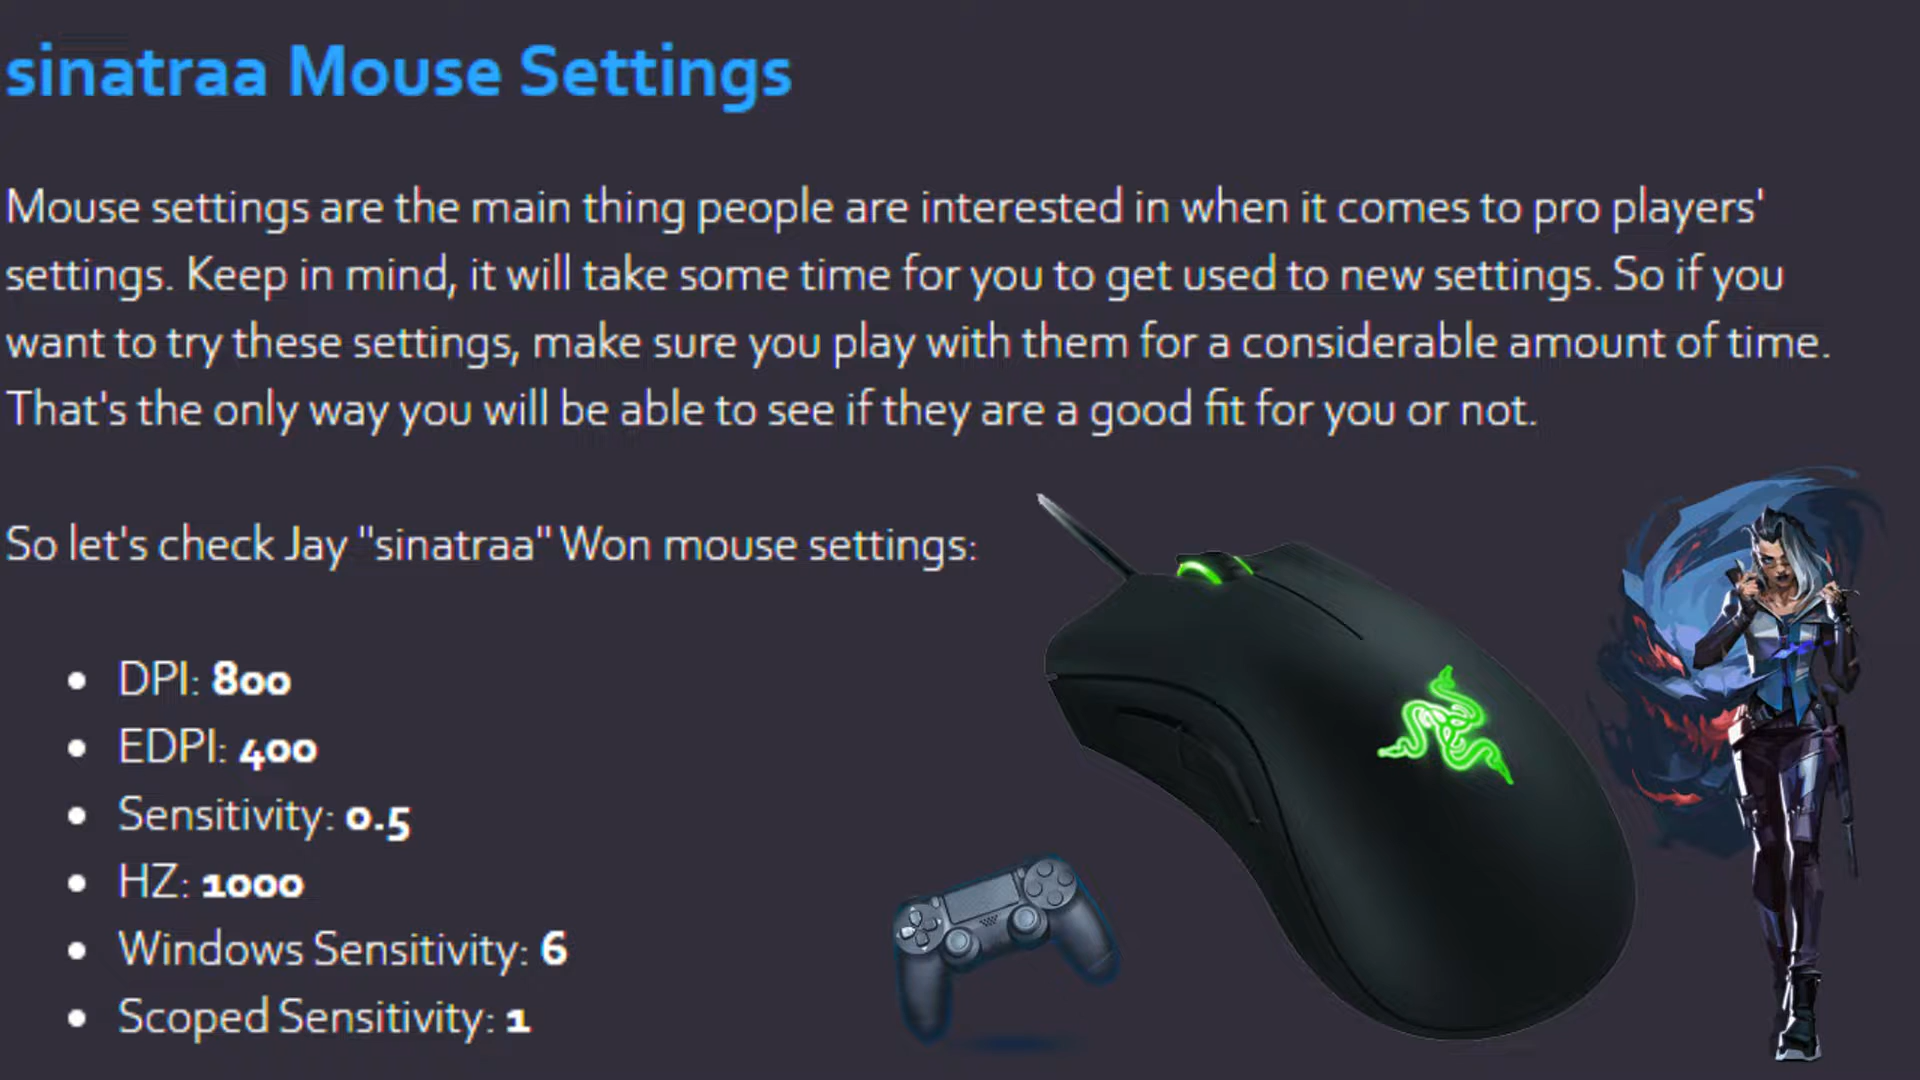 sinatraa Mouse Settings
Mouse settings are the main thing people are interested in when it comes to pro players'
settings. Keep in mind, it will take some time for you to get used to new settings. So if you
want to try these settings, make sure you play with them for a considerable amount of time.
That's the only way you will be able to see if they are a good fit for you or not.
So let's check Jay "sinatraa" Won mouse settings:
• DPI: 800
• EDPI: 400
• Sensitivity: 0.5
• HZ: 1000
• Windows Sensitivity: 6
• Scoped Sensitivity: 1